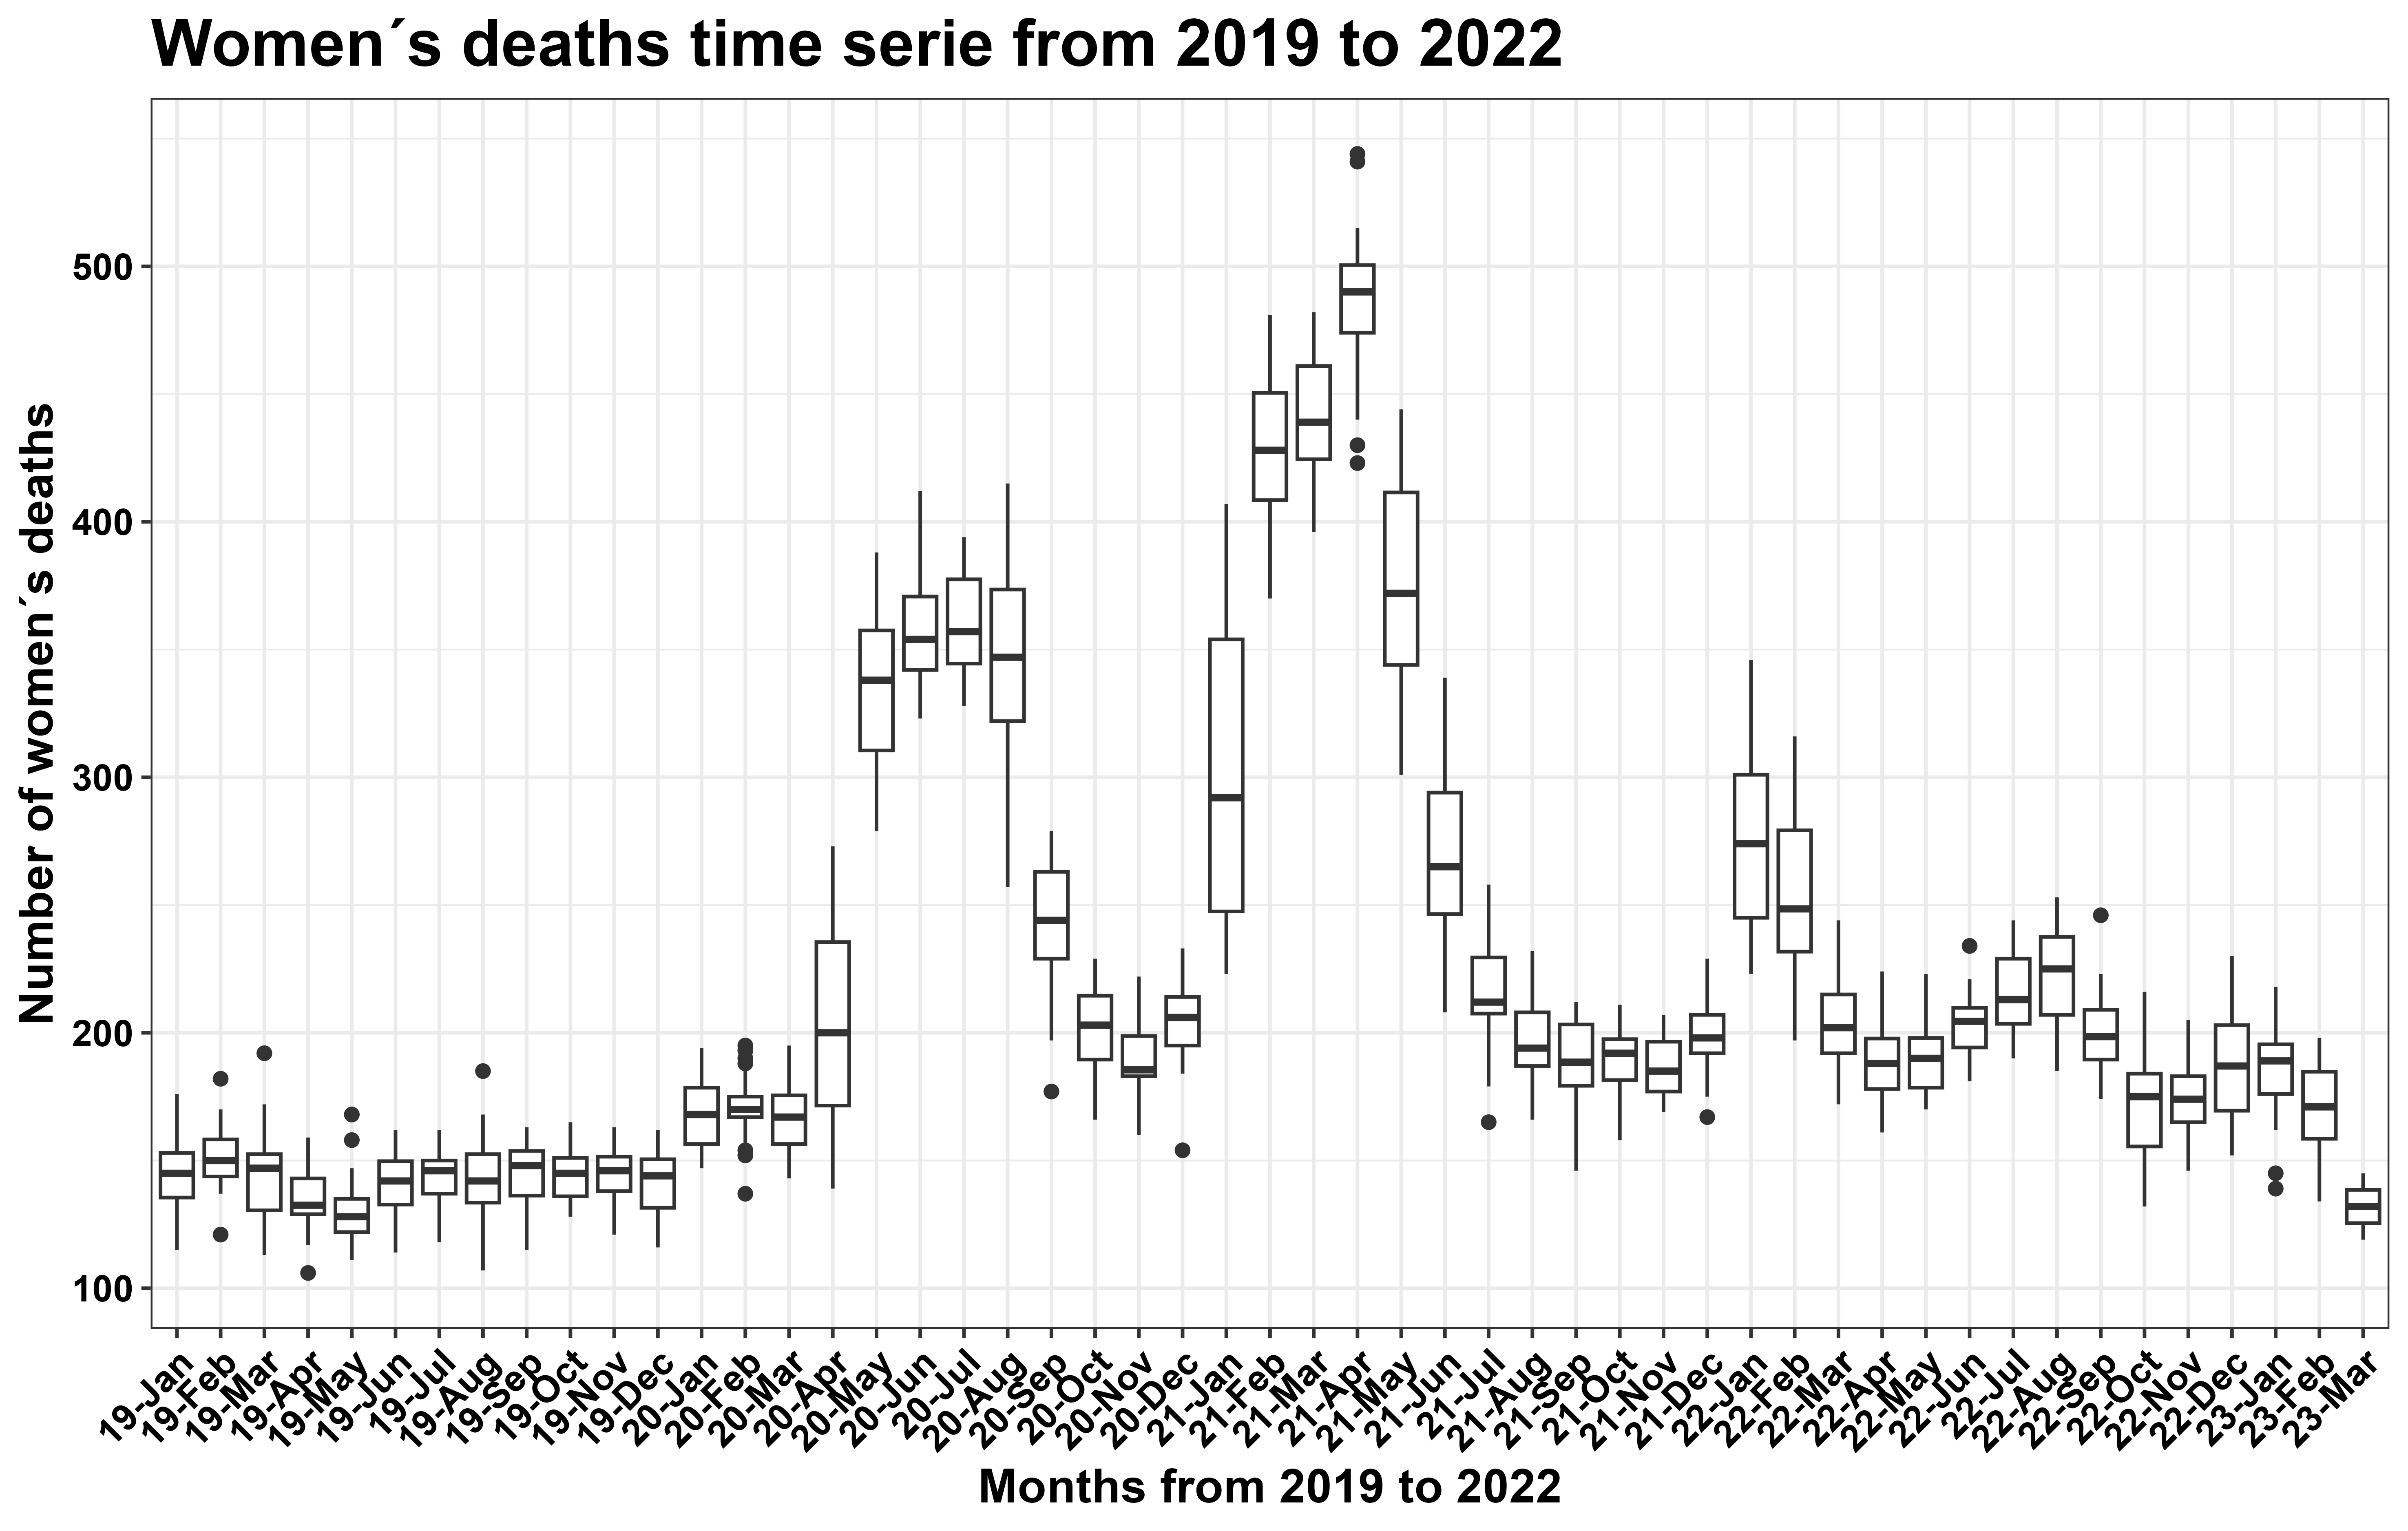 Women´s deaths time serie from 2019 to 2022
Number of women´s deaths
500
400
300
200
100
19-Jan
19-Feb
19-Mar
19-Apr
19-May
19-Jun
19-Jul
19-Aug
19-Sep
19-Oct
19-Nov
19-Dec
20-Jan
20-Feb
20-Mar
20-Apr
20-May
20-Jun
20-Jul
20-Aug
20-Sep
20-Oct
20-Nov
20-Dec
21-Jan
21-Feb
21-Mar
21-Apr
21-May
21-Jun
21-Jul
21-Aug
21-Sep
21-Oct
21-Nov
21-Dec
22-Jan
22-Feb
22-Mar
22-Apr
22-May
22-Jun
22-Jul
22-Aug
22-Sep
22-Oct
22-Nov
22-Dec
23-Jan
23-Feb
23-Mar
Months from 2019 to 2022